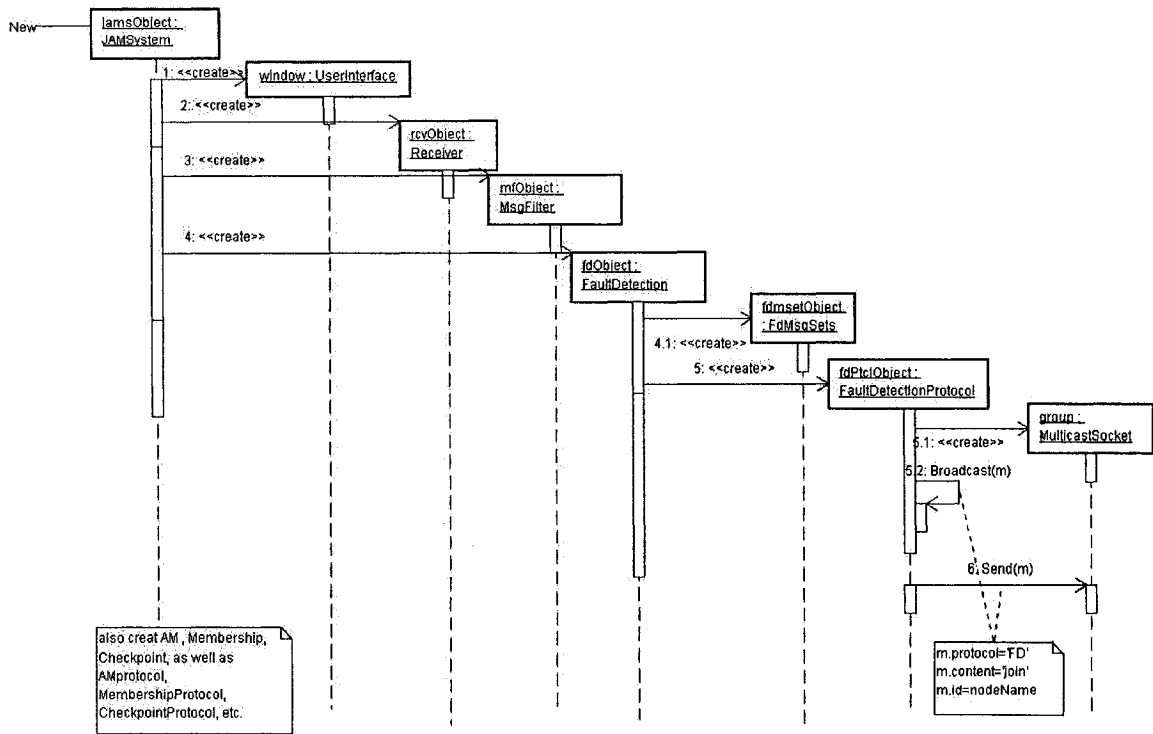 New
JamsObject :
JAMSystem
1: <<create>>
window : UserInterface
2: <<create>>
rcvObject :
Receiver
3: <<create>>
mfObject :
MsgFilter
4: <<create>>
fdObject :
FaultDetection
fdmsetObject
: FdMsgSets
4.1: <<create>>
5: <<create>>
fdPtclObject :
FaultDetectionProtocol
group :
MulticastSocket
5.1: <<create>>
5.2: Broadcast(m)
6: Send(m)
also creat AM , Membership,
Checkpoint, as well as
AMprotocol,
MembershipProtocol,
CheckpointProtocol, etc.
m.protocol='FD'
m.content='join'
m.id=nodeName